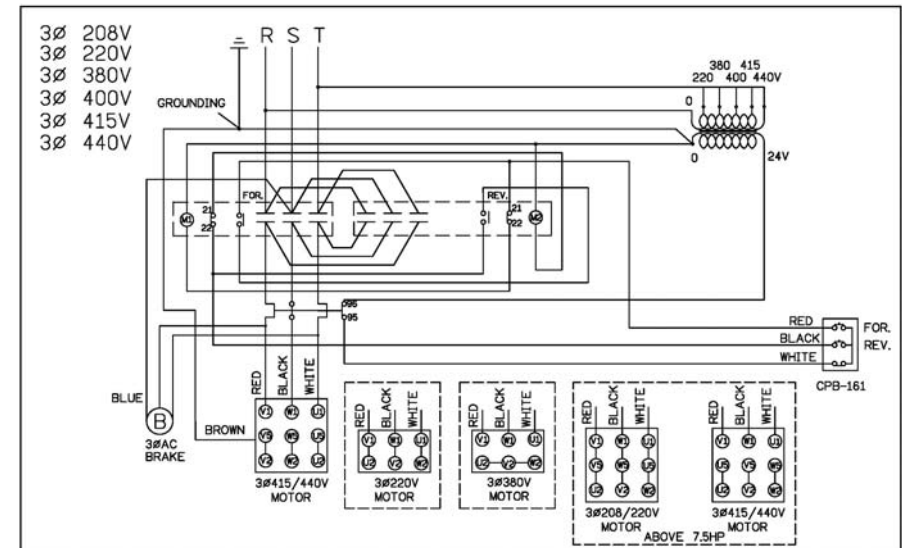 3Ø 208V
3Ø 220V
3Ø 380V
3Ø 400V
3Ø 415V
3Ø 440V
R S T
GROUNDING
380 415
220 400 440V
0
0 24V
FOR.
REV.
M1
21
22
21
22
M2
96
95
RED FOR.
BLACK REV.
WHITE
CPB-161
BLUE
B
3ØAC
BRAKE
BROWN
RED BLACK WHITE
V1 W1 U1
V5 W5 U5
V2 W2 U2
3Ø415/440V
MOTOR
RED BLACK WHITE
V1 W1 U1
U2 V2 W2
3Ø220V
MOTOR
RED BLACK WHITE
V1 W1 U1
U2 V2 W2
3Ø380V
MOTOR
RED BLACK WHITE
V1 W1 U1
V5 W5 U5
U2 V2 W2
3Ø208/220V
MOTOR
RED BLACK WHITE
V1 W1 U1
U5 V5 W5
U2 V2 W2
3Ø415/440V
MOTOR
ABOVE 7.5HP